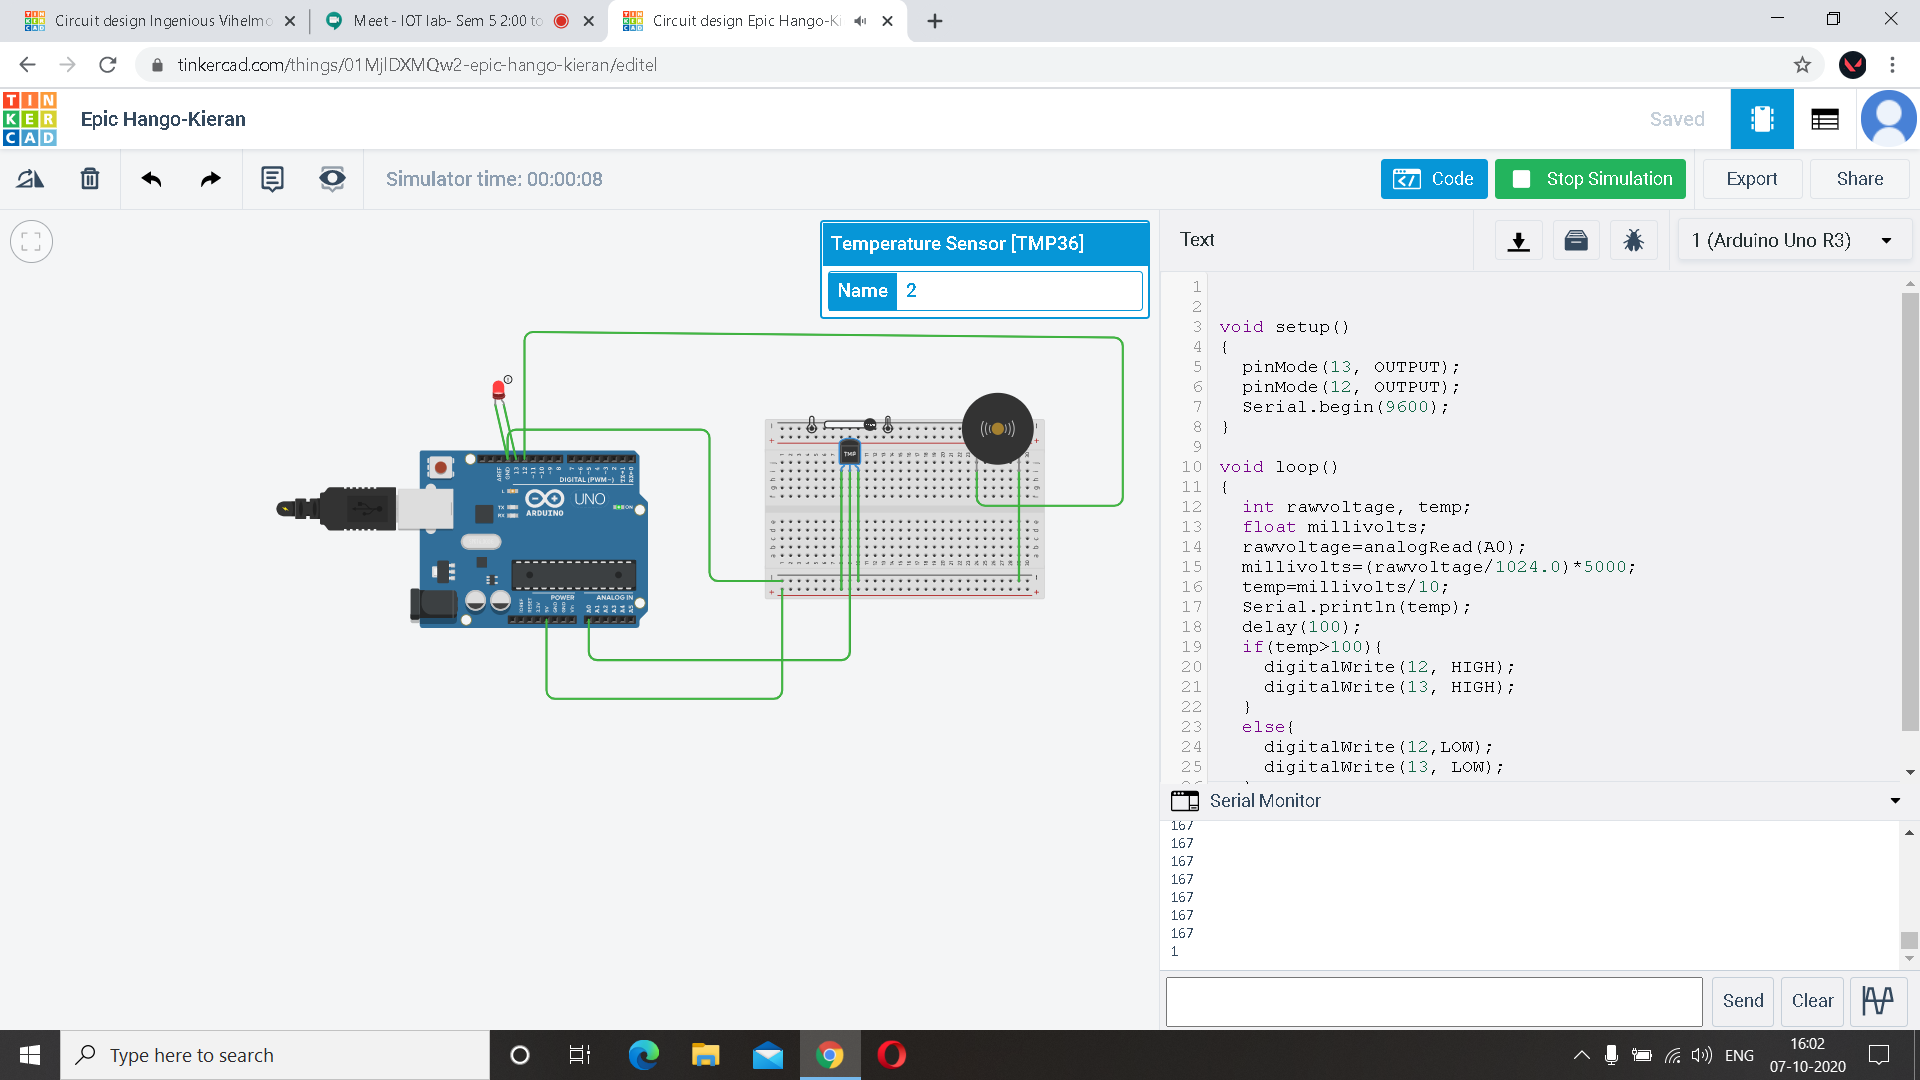 Circuit design Ingenious Vihelmo
Meet - IOT lab- Sem 5 2:00 to
Circuit design Epic Hango-Ki
tinkercad.com/things/01MjlDXMQw2-epic-hango-kieran/editel
TIN
KER
CAD
Epic Hango-Kieran
Saved
Simulator time: 00:00:08
Code
Stop Simulation
Export
Share
Temperature Sensor [TMP36]
Name 2
Text
1 (Arduino Uno R3)
DIGITAL (PWM~)
UNO
ARDUINO
TX
RX
L
ON
POWER
ANALOG IN
TMP
1
2
3 void setup()
4 {
5 pinMode(13, OUTPUT);
6 pinMode(12, OUTPUT);
7 Serial.begin(9600);
8 }
9
10 void loop()
11 {
12 int rawvoltage, temp;
13 float millivolts;
14 rawvoltage=analogRead(A0);
15 millivolts=(rawvoltage/1024.0)*5000;
16 temp=millivolts/10;
17 Serial.println(temp);
18 delay(100);
19 if(temp>100){
20 digitalWrite(12, HIGH);
21 digitalWrite(13, HIGH);
22 }
23 else{
24 digitalWrite(12,LOW);
25 digitalWrite(13, LOW);
Serial Monitor
167
167
167
167
167
167
167
1
Send
Clear
Type here to search
ENG
16:02
07-10-2020